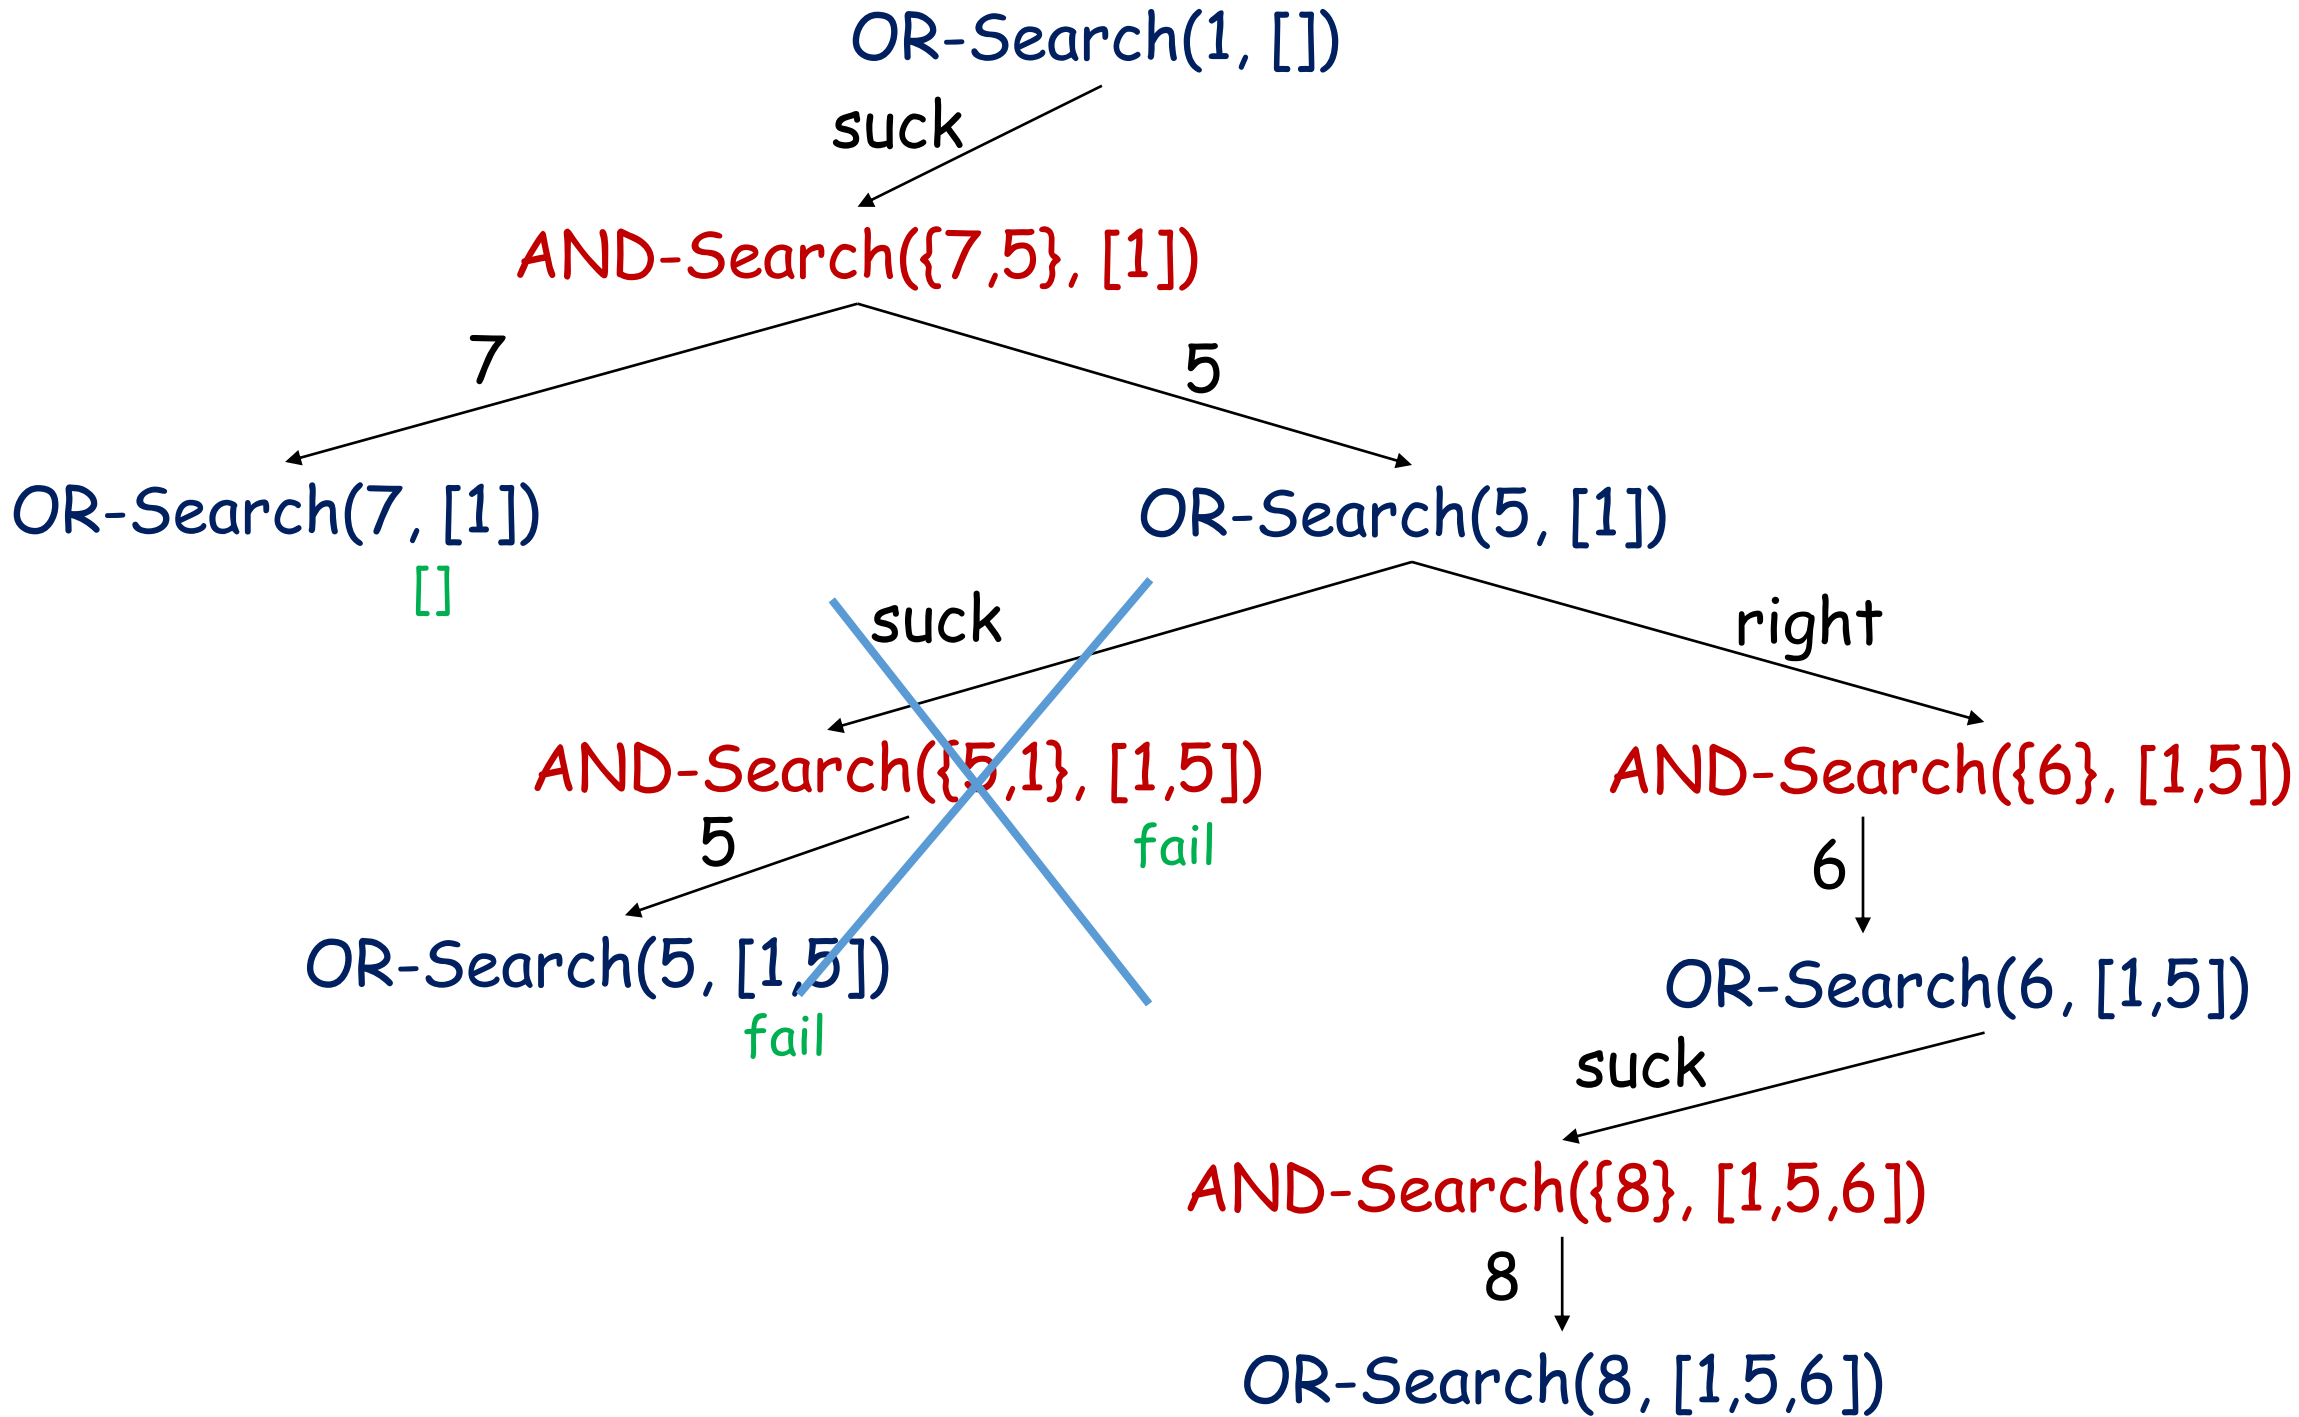 OR-Search(1, [])
suck
AND-Search({7,5}, [1])
7
5
OR-Search(7, [1])
OR-Search(5, [1])
[]
suck
right
AND-Search({5,1}, [1,5])
AND-Search({6}, [1,5])
5
fail
6
OR-Search(5, [1,5])
OR-Search(6, [1,5])
fail
suck
AND-Search({8}, [1,5,6])
8
OR-Search(8, [1,5,6])